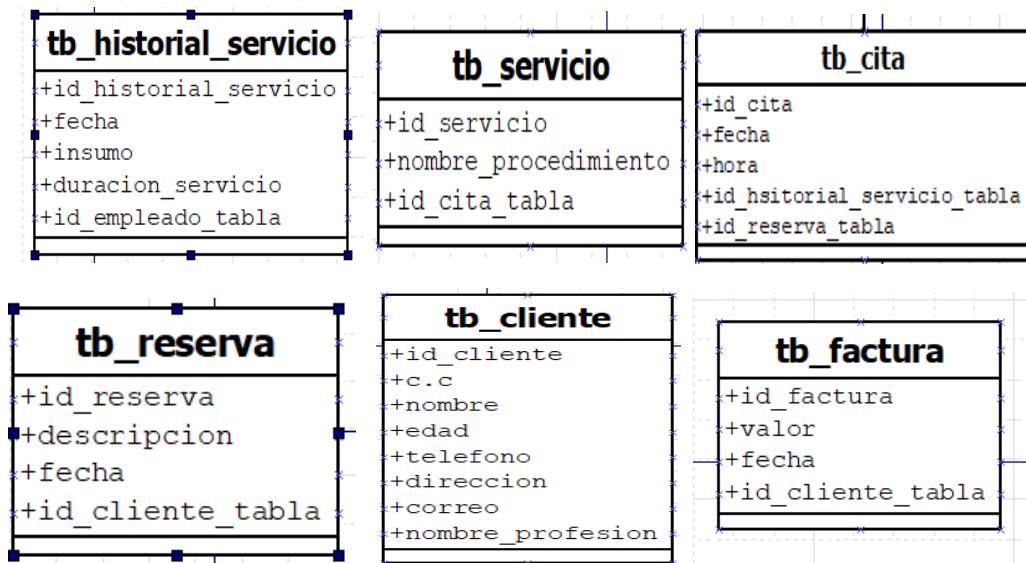 tb_historial_servicio
+id_historial_servicio
+fecha
+insumo
+duracion_servicio
+id_empleado_tabla
tb_servicio
+id_servicio
+nombre_procedimiento
+id_cita_tabla
tb_cita
+id_cita
+fecha
+hora
+id_hsitorial_servicio_tabla
+id_reserva_tabla
tb_reserva
+id_reserva
+descripcion
+fecha
+id_cliente_tabla
tb_cliente
+id_cliente
+c.c
+nombre
+edad
+telefono
+direccion
+correo
+nombre_profesion
tb_factura
+id_factura
+valor
+fecha
+id_cliente_tabla